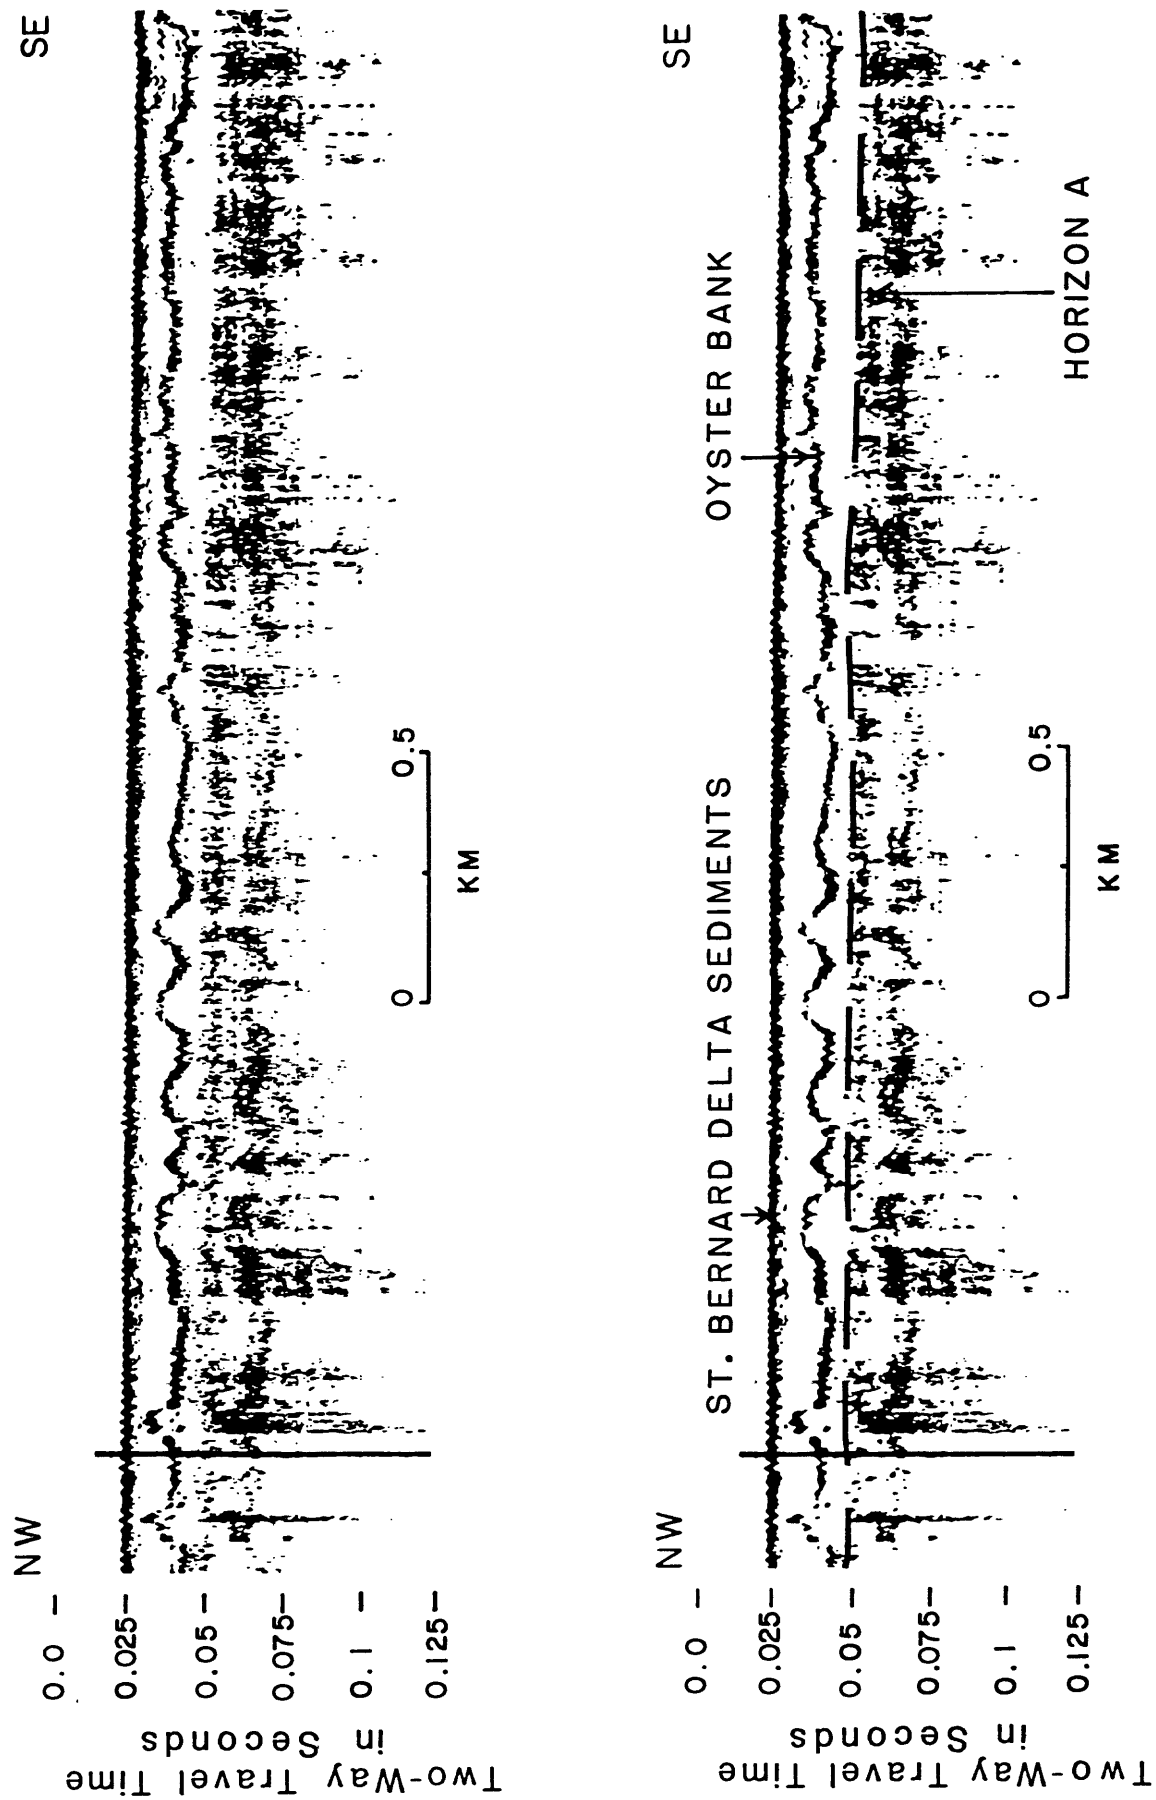 NW
SE
0.0
0.025
0.05
0.075
0.1
0.125
Two-Way Travel Time
in Seconds
0
0.5
KM
NW
SE
ST. BERNARD DELTA SEDIMENTS
OYSTER BANK
0.0
0.025
0.05
0.075
0.1
0.125
Two-Way Travel Time
in Seconds
0
0.5
KM
HORIZON A